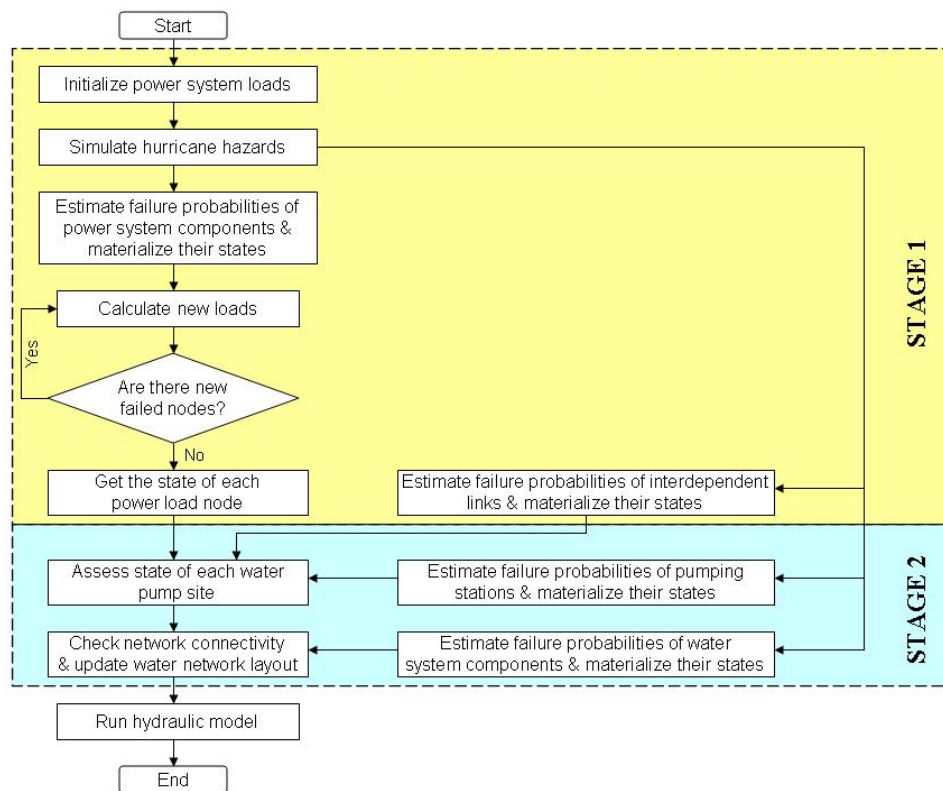 Start
Initialize power system loads
Simulate hurricane hazards
Estimate failure probabilities of
power system components &
materialize their states
Calculate new loads
Yes
Are there new
failed nodes?
No
Get the state of each
power load node
Estimate failure probabilities of interdependent
links & materialize their states
STAGE 1
Assess state of each water
pump site
Estimate failure probabilities of pumping
stations & materialize their states
Check network connectivity
& update water network layout
Estimate failure probabilities of water
system components & materialize their states
STAGE 2
Run hydraulic model
End